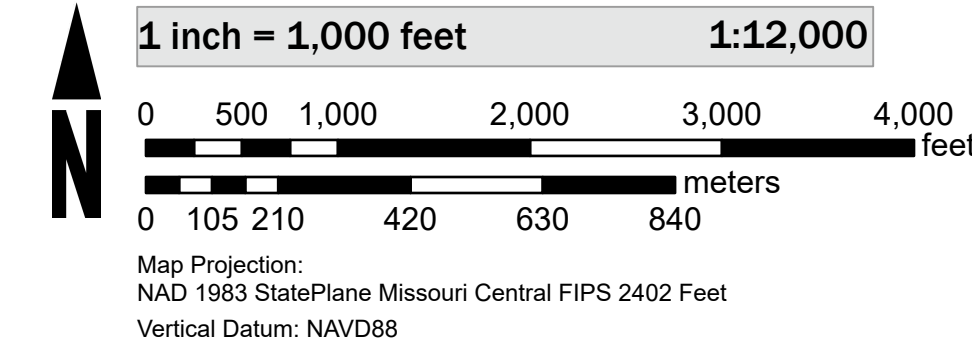 N
1 inch = 1,000 feet 1:12,000
0 500 1,000 2,000 3,000 4,000
feet
meters
0 105 210 420 630 840
Map Projection:
NAD 1983 StatePlane Missouri Central FIPS 2402 Feet
Vertical Datum: NAVD88